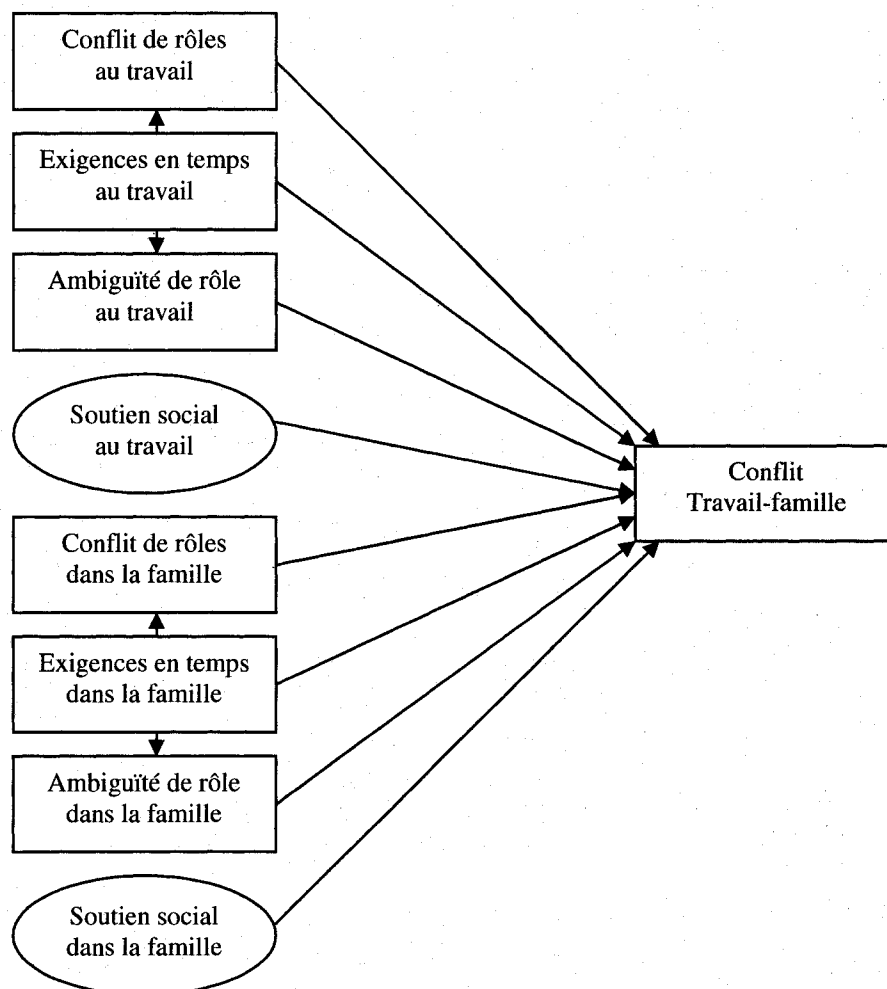 Conflit de rôles
au travail
Exigences en temps
au travail
Ambiguïté de rôle
au travail
Soutien social
au travail
Conflit
Travail-famille
Conflit de rôles
dans la famille
Exigences en temps
dans la famille
Ambiguïté de rôle
dans la famille
Soutien social
dans la famille